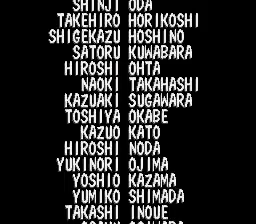 SHINJI ODA
TAKEHIRO HORIKOSHI
SHIGEKAZU HOSHINO
SATORU KUWABARA
HIROSHI OHTA
NAOKI TAKAHASHI
KAZUAKI SUGAWARA
TOSHIYA OKABE
KAZUO KATO
HIROSHI NODA
YUKINORI OJIMA
YOSHIO KAZAMA
YUMIKO SHIMADA
TAKASHI INOUE